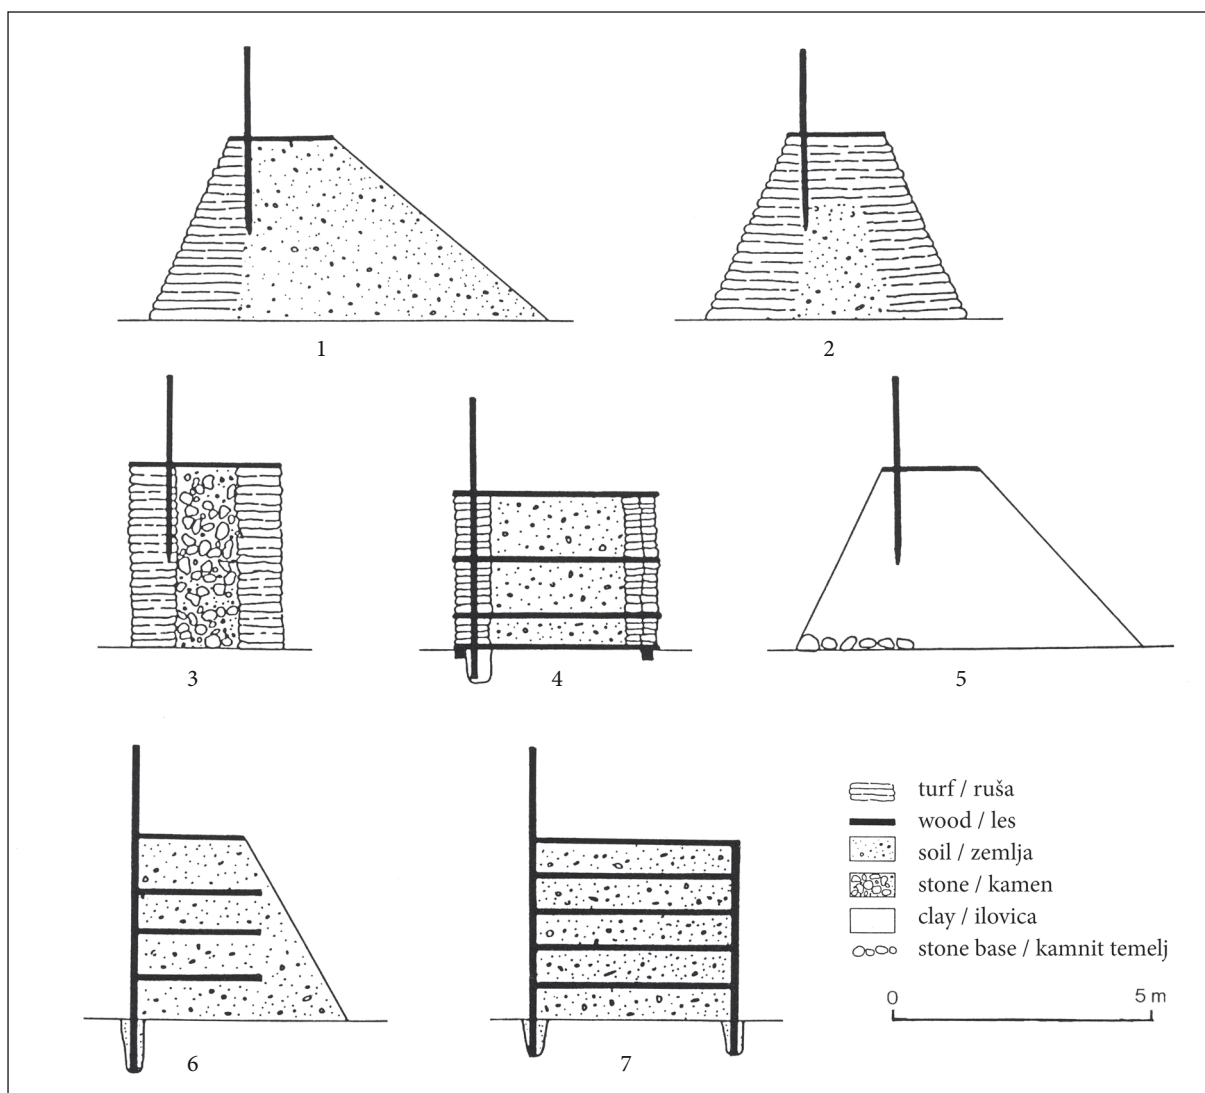 1
2
3
4
5
6
7
turf / ruša
wood / les
soil / zemlja
stone / kamen
clay / ilovica
stone base / kamnit temelj
0 5 m